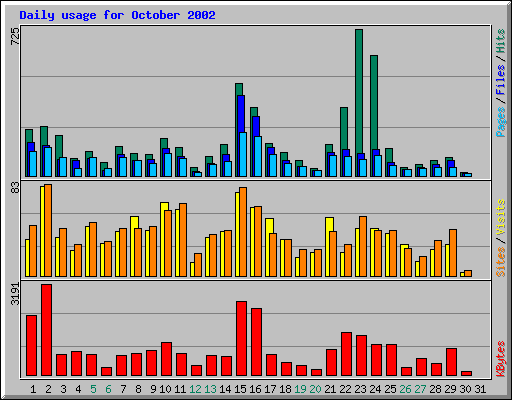 Daily usage for October 2002
725
Pages / Files / Hits
83
Sites / Visits
3191
KBytes
1 2 3 4 5 6 7 8 9 10 11 12 13 14 15 16 17 18 19 20 21 22 23 24 25 26 27 28 29 30 31